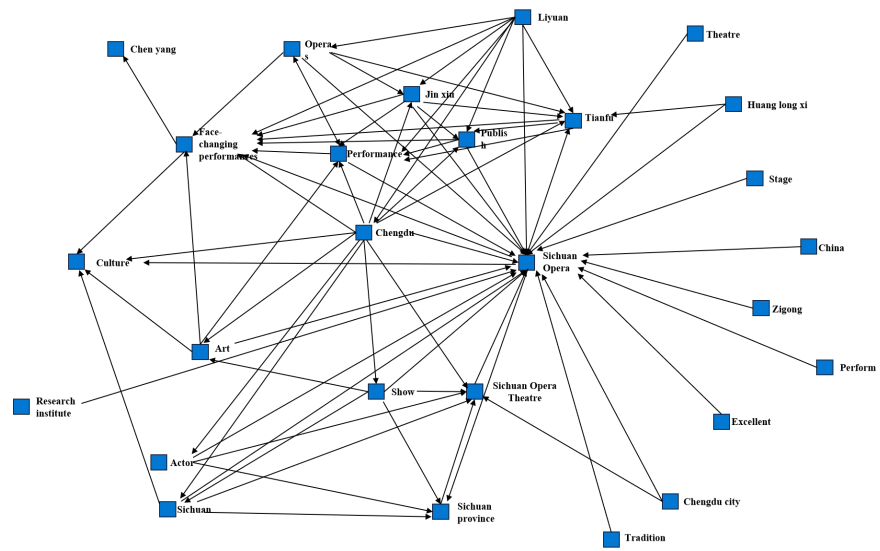 Liyuan
Theatre
Chen yang
Opera
s
Jin xin
Huang long xi
Tianfu
Face-
changing
performances
Publis
h
Performance
Stage
Chengdu
China
Culture
Sichuan
Opera
Zigong
Art
Perform
Research
institute
Show
Sichuan Opera
Theatre
Excellent
Actor
Chengdu city
Sichuan
Sichuan
province
Tradition